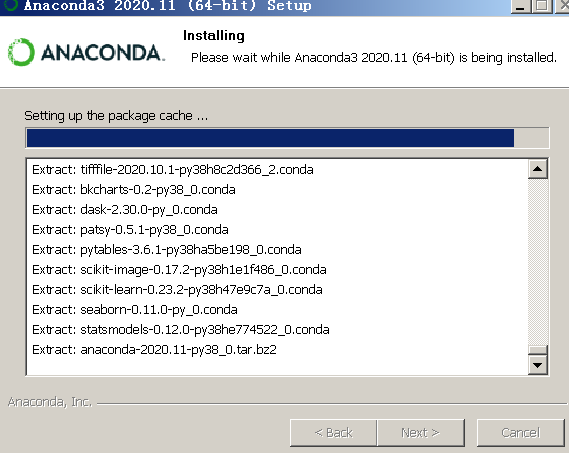 Anaconda3 2020.11 (64-bit) Setup
ANACONDA.
Installing
Please wait while Anaconda3 2020.11 (64-bit) is being installed.
Setting up the package cache ...
Extract: tifffile-2020.10.1-py38h8c2d366_2.conda
Extract: bkcharts-0.2-py38_0.conda
Extract: dask-2.30.0-py_0.conda
Extract: patsy-0.5.1-py38_0.conda
Extract: pytables-3.6.1-py38ha5be198_0.conda
Extract: scikit-image-0.17.2-py38h1e1f486_0.conda
Extract: scikit-learn-0.23.2-py38h47e9c7a_0.conda
Extract: seaborn-0.11.0-py_0.conda
Extract: statsmodels-0.12.0-py38he774522_0.conda
Extract: anaconda-2020.11-py38_0.tar.bz2
Anaconda, Inc.
< Back
Next >
Cancel